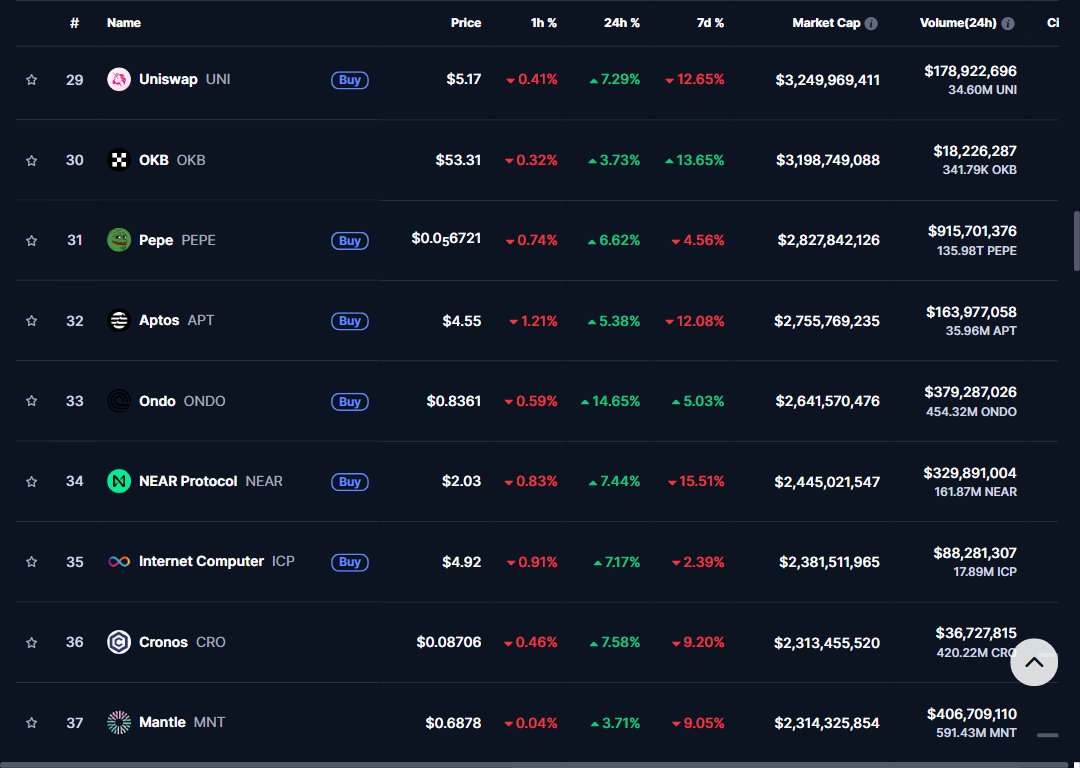 # Name Price 1h % 24h % 7d % Market Cap Volume(24h) Ci
29 Uniswap UNI Buy $5.17 0.41% 7.29% 12.65% $3,249,969,411 $178,922,696
34.60M UNI
30 OKB OKB $53.31 0.32% 3.73% 13.65% $3,198,749,088 $18,226,287
341.79K OKB
31 Pepe PEPE Buy $0.0₅6721 0.74% 6.62% 4.56% $2,827,842,126 $915,701,376
135.98T PEPE
32 Aptos APT Buy $4.55 1.21% 5.38% 12.08% $2,755,769,235 $163,977,058
35.96M APT
33 Ondo ONDO Buy $0.8361 0.59% 14.65% 5.03% $2,641,570,476 $379,287,026
454.32M ONDO
34 NEAR Protocol NEAR Buy $2.03 0.83% 7.44% 15.51% $2,445,021,547 $329,891,004
161.87M NEAR
35 Internet Computer ICP Buy $4.92 0.91% 7.17% 2.39% $2,381,511,965 $88,281,307
17.89M ICP
36 Cronos CRO $0.08706 0.46% 7.58% 9.20% $2,313,455,520 $36,727,815
420.22M CRO
37 Mantle MNT $0.6878 0.04% 3.71% 9.05% $2,314,325,854 $406,709,110
591.43M MNT